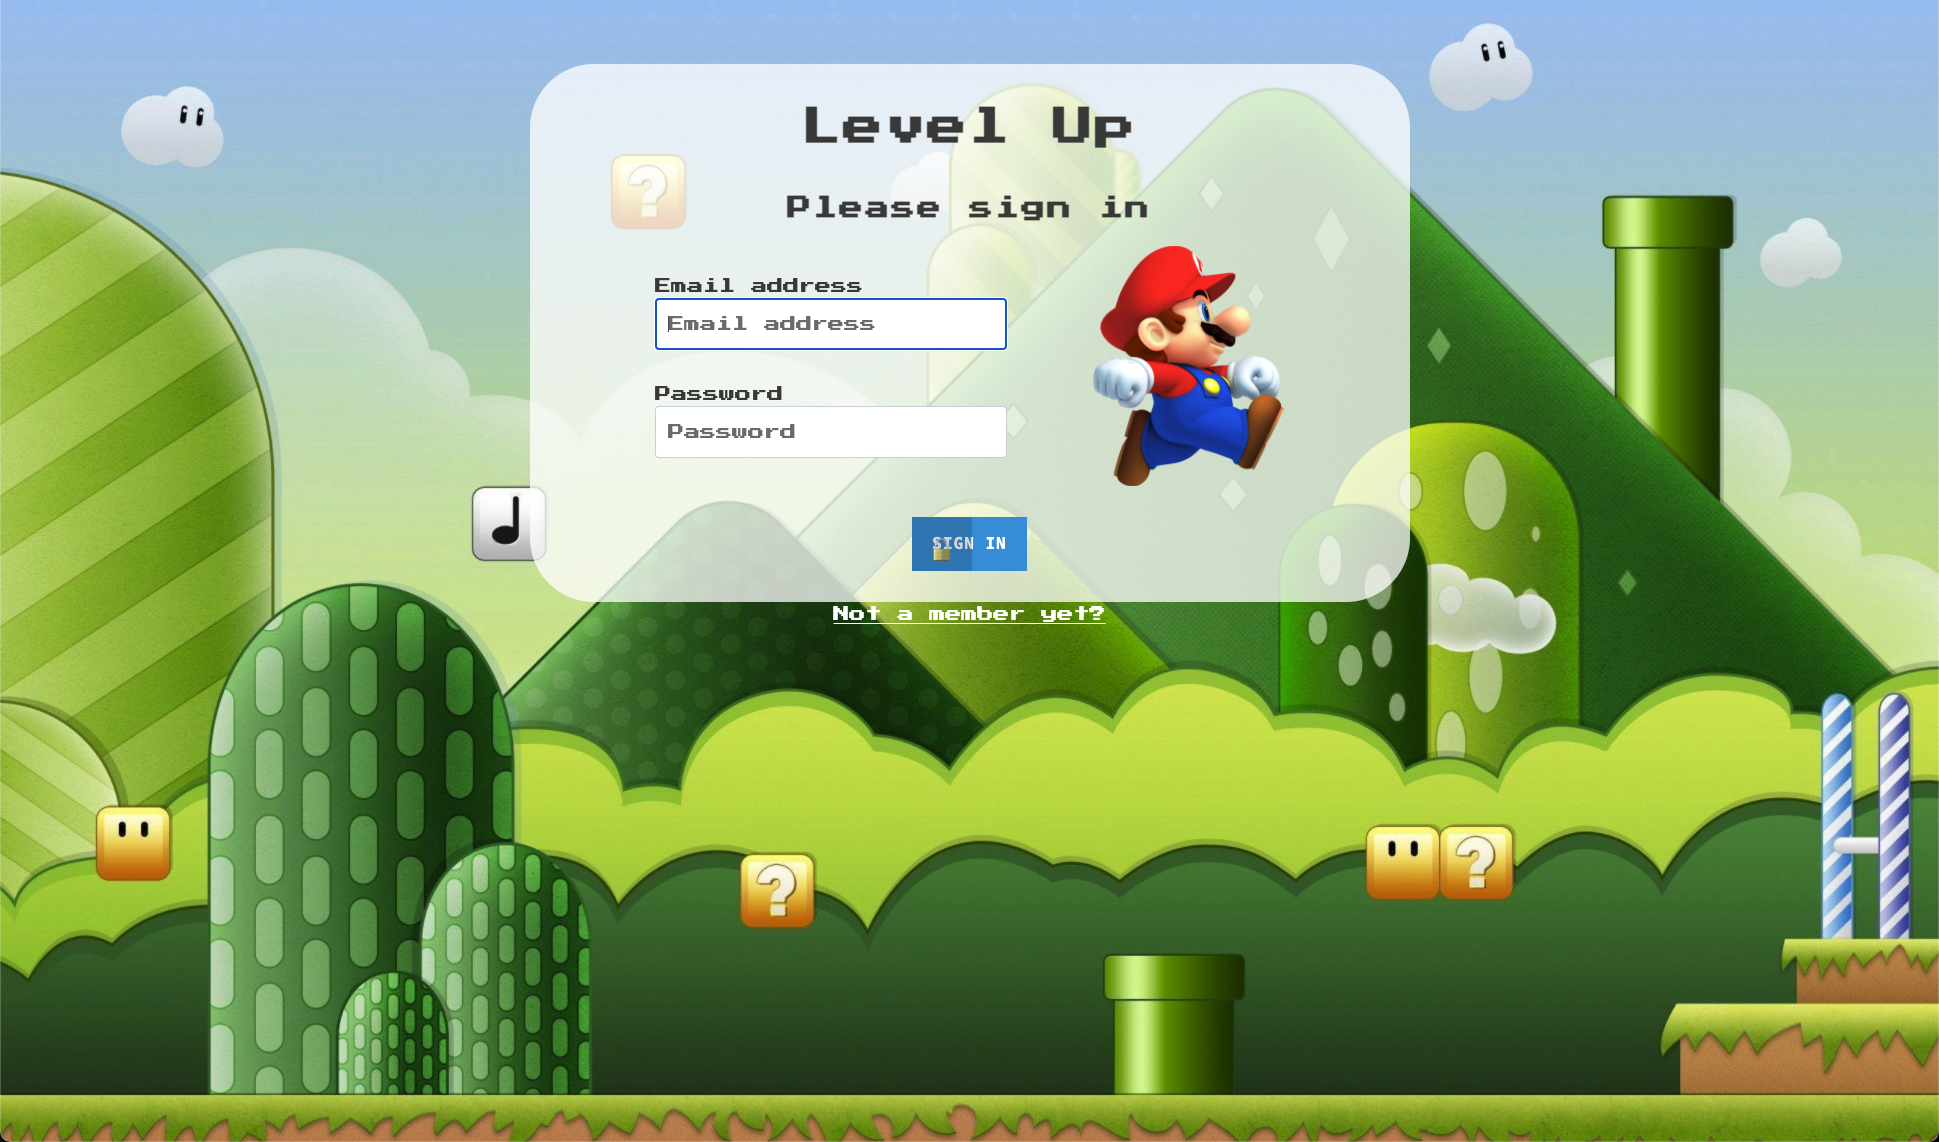 Level Up
?
Please sign in
Email address
Email address
Password
Password
SIGN IN
Not a member yet?
?
?